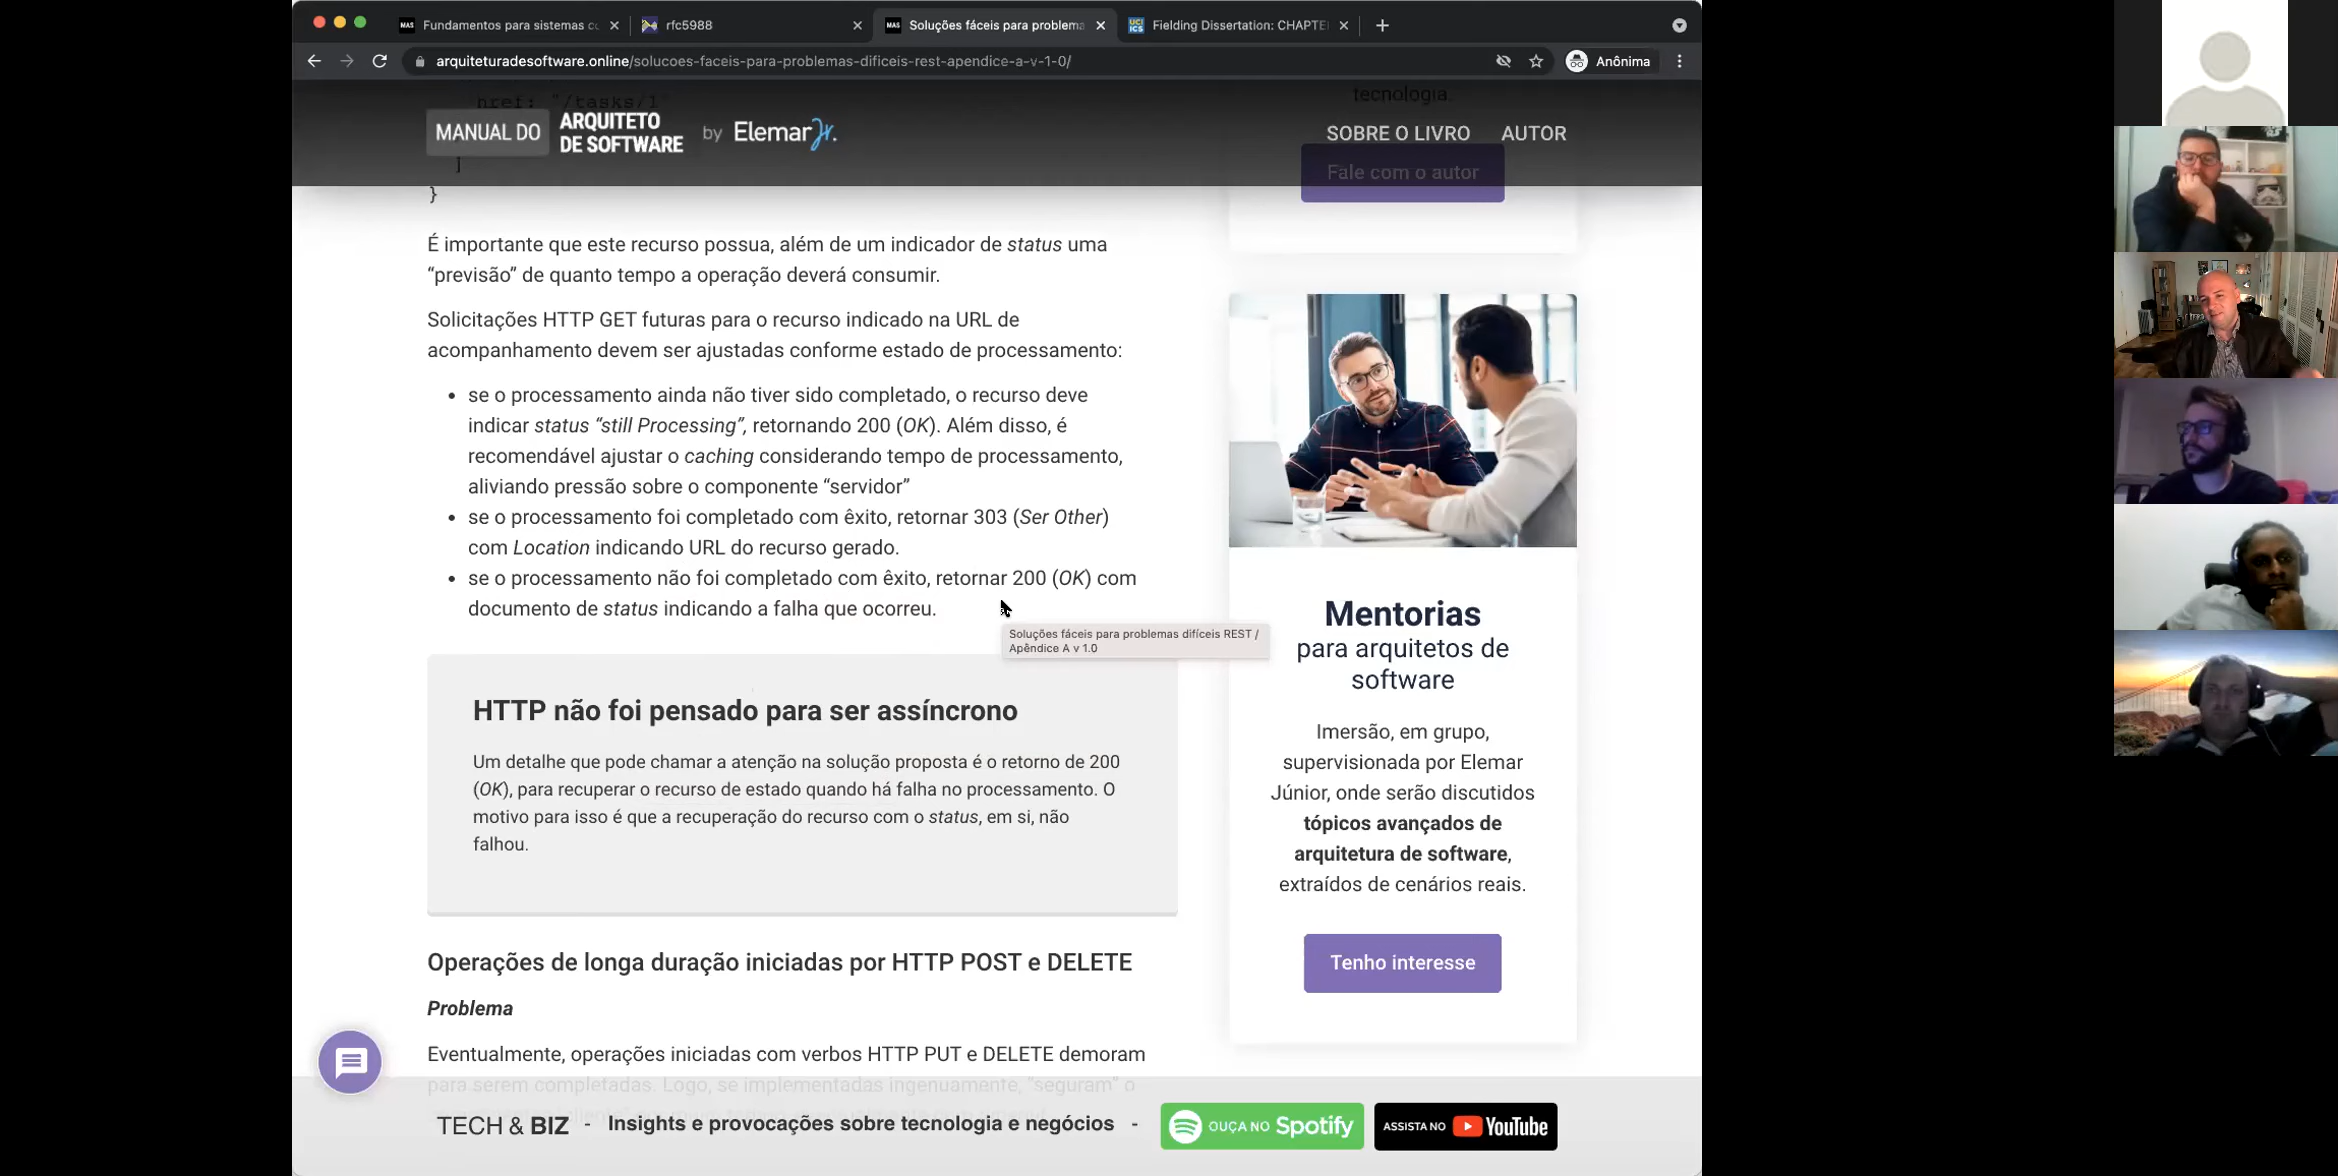 Fundamentos para sistemas co
rfc5988
Soluções fáceis para problema
Fielding Dissertation: CHAPTE
arquiteturadesoftware.online/solucoes-faceis-para-problemas-dificeis-rest-apendice-a-v-1-0/
Anônima
href: "/tasks/1"
tecnologia.
MANUAL DO ARQUITETO DE SOFTWARE by Elemar Jr.
SOBRE O LIVRO AUTOR
Fale com o autor
]
}
É importante que este recurso possua, além de um indicador de status uma
“previsão” de quanto tempo a operação deverá consumir.
Solicitações HTTP GET futuras para o recurso indicado na URL de
acompanhamento devem ser ajustadas conforme estado de processamento:
• se o processamento ainda não tiver sido completado, o recurso deve
indicar status “still Processing”, retornando 200 (OK). Além disso, é
recomendável ajustar o caching considerando tempo de processamento,
aliviando pressão sobre o componente “servidor”
• se o processamento foi completado com êxito, retornar 303 (Ser Other)
com Location indicando URL do recurso gerado.
• se o processamento não foi completado com êxito, retornar 200 (OK) com
documento de status indicando a falha que ocorreu.
Soluções fáceis para problemas difíceis REST /
Apêndice A v 1.0
HTTP não foi pensado para ser assíncrono
Um detalhe que pode chamar a atenção na solução proposta é o retorno de 200
(OK), para recuperar o recurso de estado quando há falha no processamento. O
motivo para isso é que a recuperação do recurso com o status, em si, não
falhou.
Operações de longa duração iniciadas por HTTP POST e DELETE
Problema
Eventualmente, operações iniciadas com verbos HTTP PUT e DELETE demoram
para serem completadas. Logo, se implementadas ingenuamente, “seguram” o
Mentorias
para arquitetos de
software
Imersão, em grupo,
supervisionada por Elemar
Júnior, onde serão discutidos
tópicos avançados de
arquitetura de software,
extraídos de cenários reais.
Tenho interesse
TECH & BIZ - Insights e provocações sobre tecnologia e negócios -
OUÇA NO Spotify
ASSISTA NO YouTube